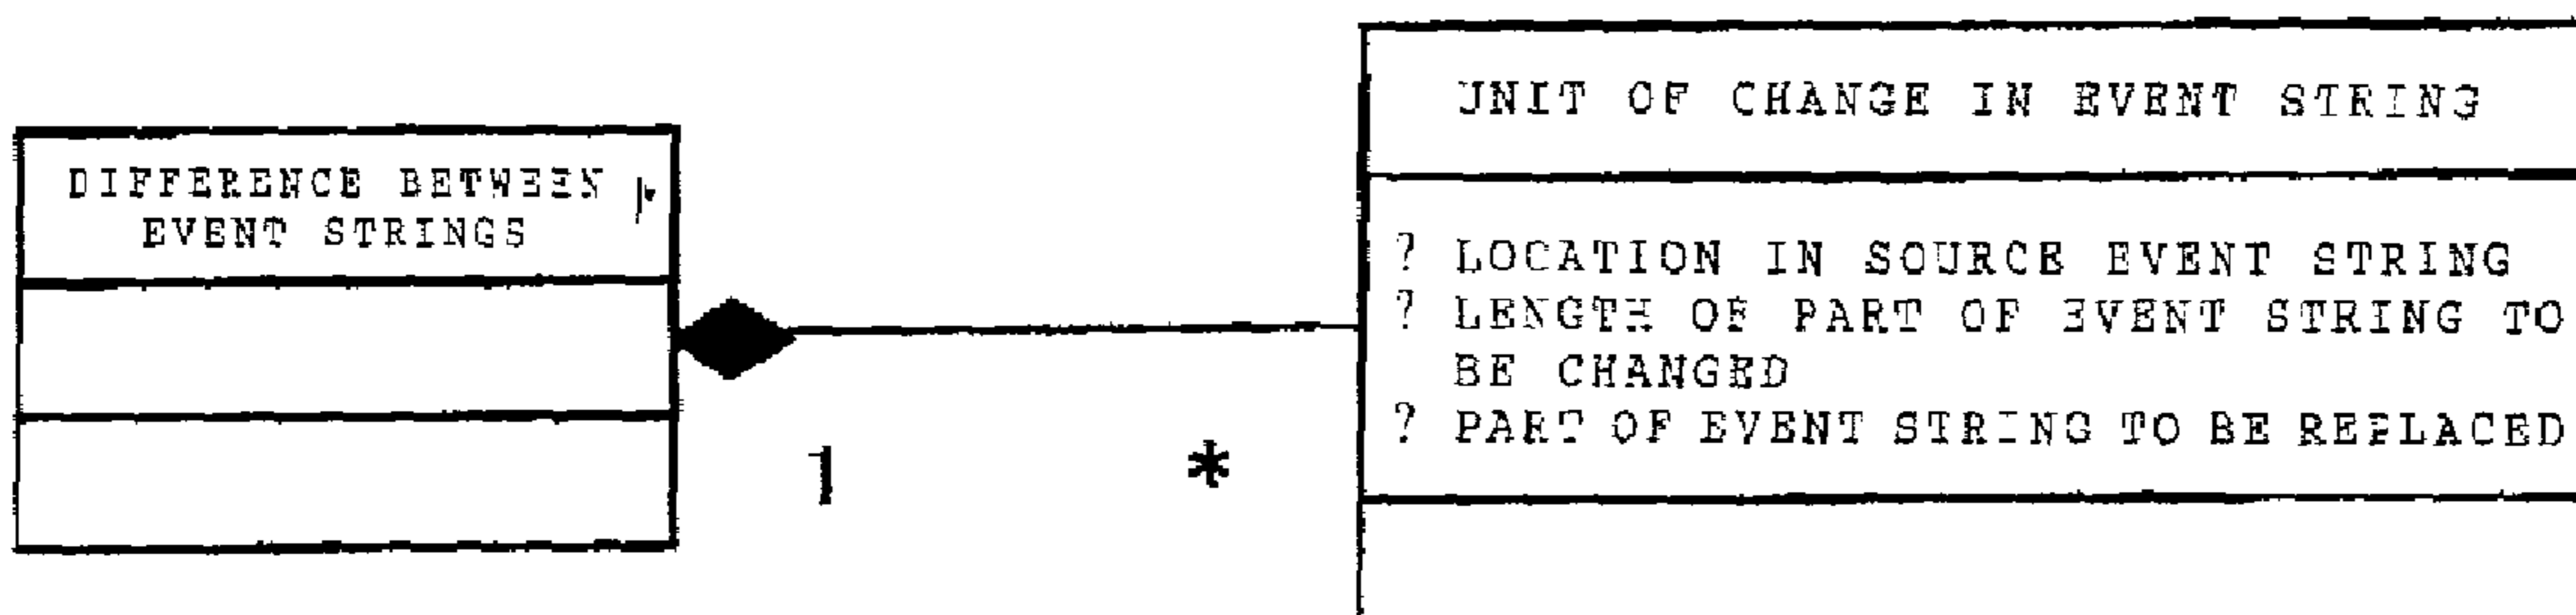 DIFFERENCE BETWEEN
EVENT STRINGS
1
*
UNIT OF CHANGE IN EVENT STRING
? LOCATION IN SOURCE EVENT STRING
? LENGTH OF PART OF EVENT STRING TO
BE CHANGED
? PART OF EVENT STRING TO BE REPLACED